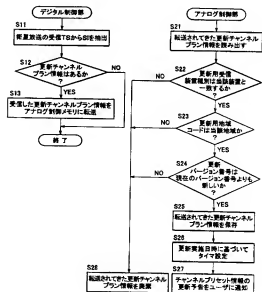 デジタル制御部
S11
衛星放送の受信TSからSIを抽出
S12
更新チャンネル
プラン情報はあるか
?
NO
YES
S13
受信した更新チャンネルプラン情報を
アナログ制御メモリに転送
終了
アナログ制御部
S21
転送されてきた更新チャンネル
プラン情報を読み出す
S22
更新用受信
装置種別は当該装置と
一致するか
?
NO
YES
S23
更新用地域
コードは当該地域か
?
NO
YES
S24
更新
バージョン番号は
現在のバージョン番号よりも
新しいか
?
NO
YES
S25
転送されてきた更新チャンネル
プラン情報を保存
S26
更新実施日時に基づいて
タイマ設定
S27
チャンネルプリセット情報の
更新予告をユーザに通知
S28
転送されてきた更新チャンネル
プラン情報を廃棄